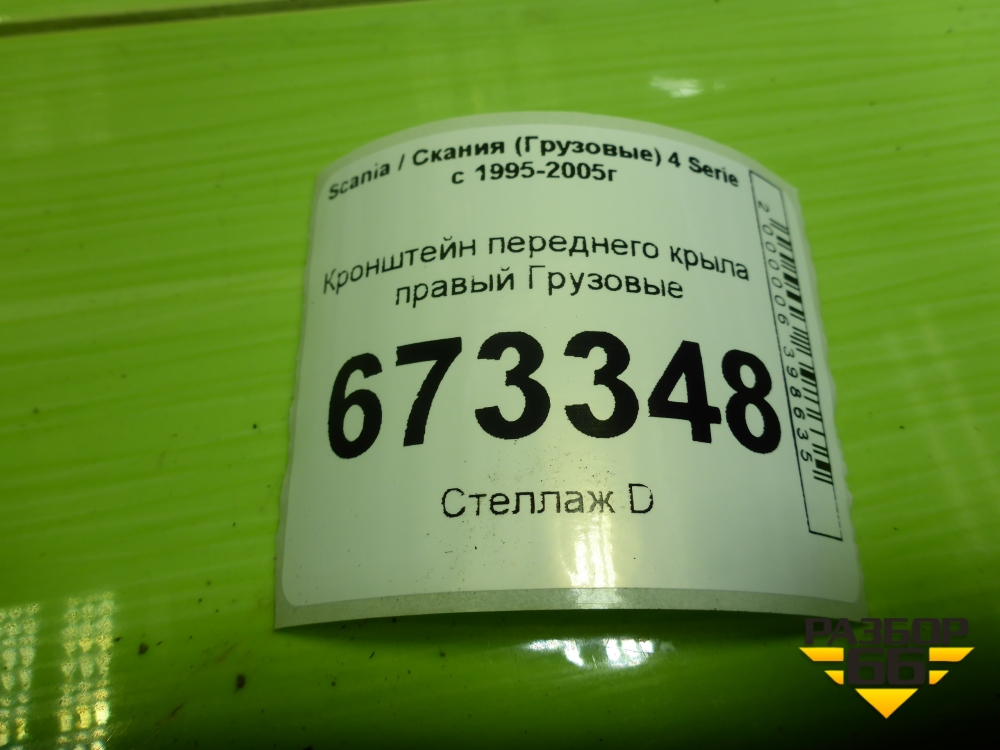 Scania / Скания (Грузовые) 4 Serie
с 1995-2005г
Кронштейн переднего крыла
правый Грузовые
673348
Стеллаж D
2000006398635
РАЗБОР
66